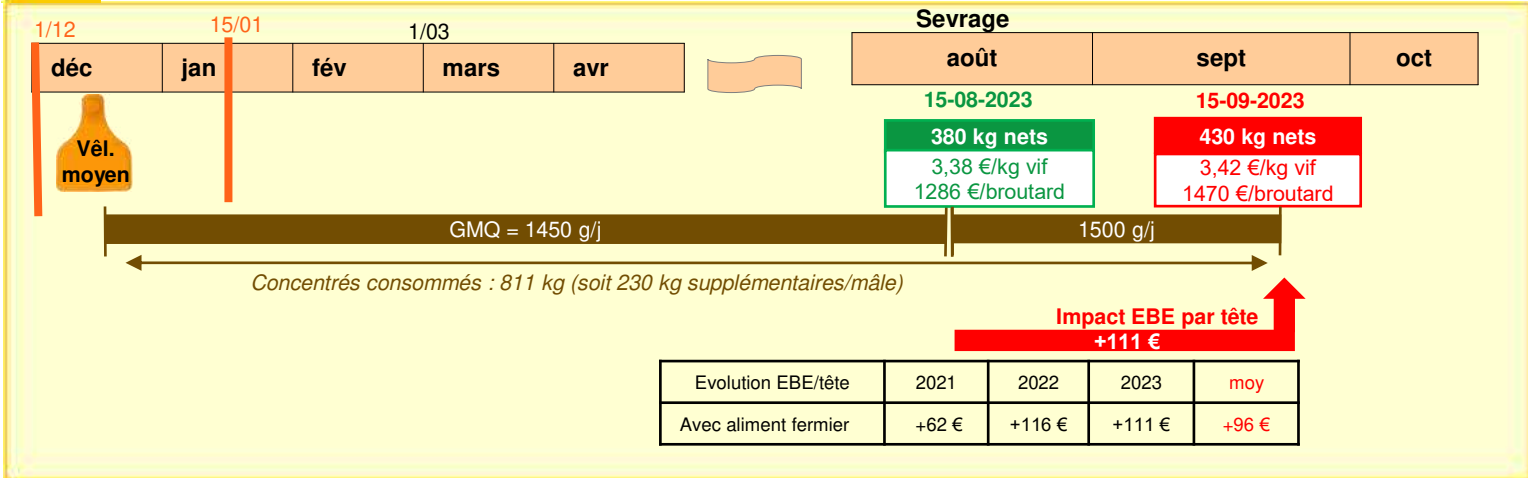 Sevrage
1/12
15/01
1/03
déc
jan
fév
mars
avr
août
sept
oct
Vêl.
moyen
15-08-2023
380 kg nets
3,38 €/kg vif
1286 €/broutard
15-09-2023
430 kg nets
3,42 €/kg vif
1470 €/broutard
GMQ = 1450 g/j
1500 g/j
Concentrés consommés : 811 kg (soit 230 kg supplémentaires/mâle)
Impact EBE par tête
+111 €
Evolution EBE/tête 2021 2022 2023 moy
Avec aliment fermier +62 € +116 € +111 € +96 €